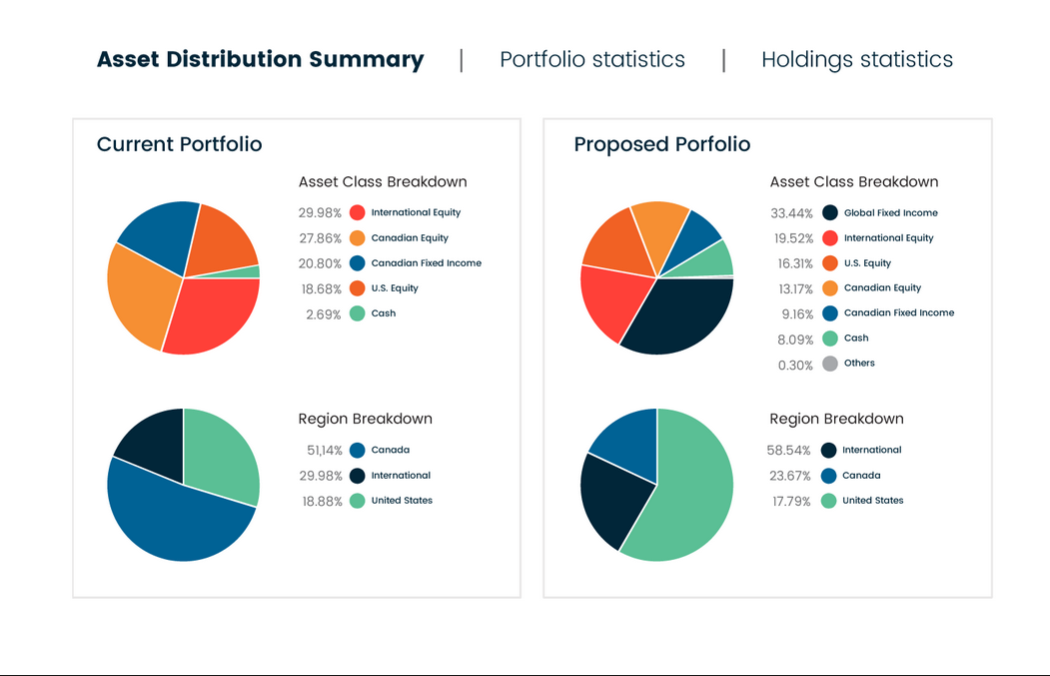 Asset Distribution Summary | Portfolio statistics | Holdings statistics
Current Portfolio
Asset Class Breakdown
29.98% International Equity
27.86% Canadian Equity
20.80% Canadian Fixed Income
18.68% U.S. Equity
2.69% Cash
Region Breakdown
51,14% Canada
29.98% International
18.88% United States
Proposed Porfolio
Asset Class Breakdown
33.44% Global Fixed Income
19.52% International Equity
16.31% U.S. Equity
13.17% Canadian Equity
9.16% Canadian Fixed Income
8.09% Cash
0.30% Others
Region Breakdown
58.54% International
23.67% Canada
17.79% United States